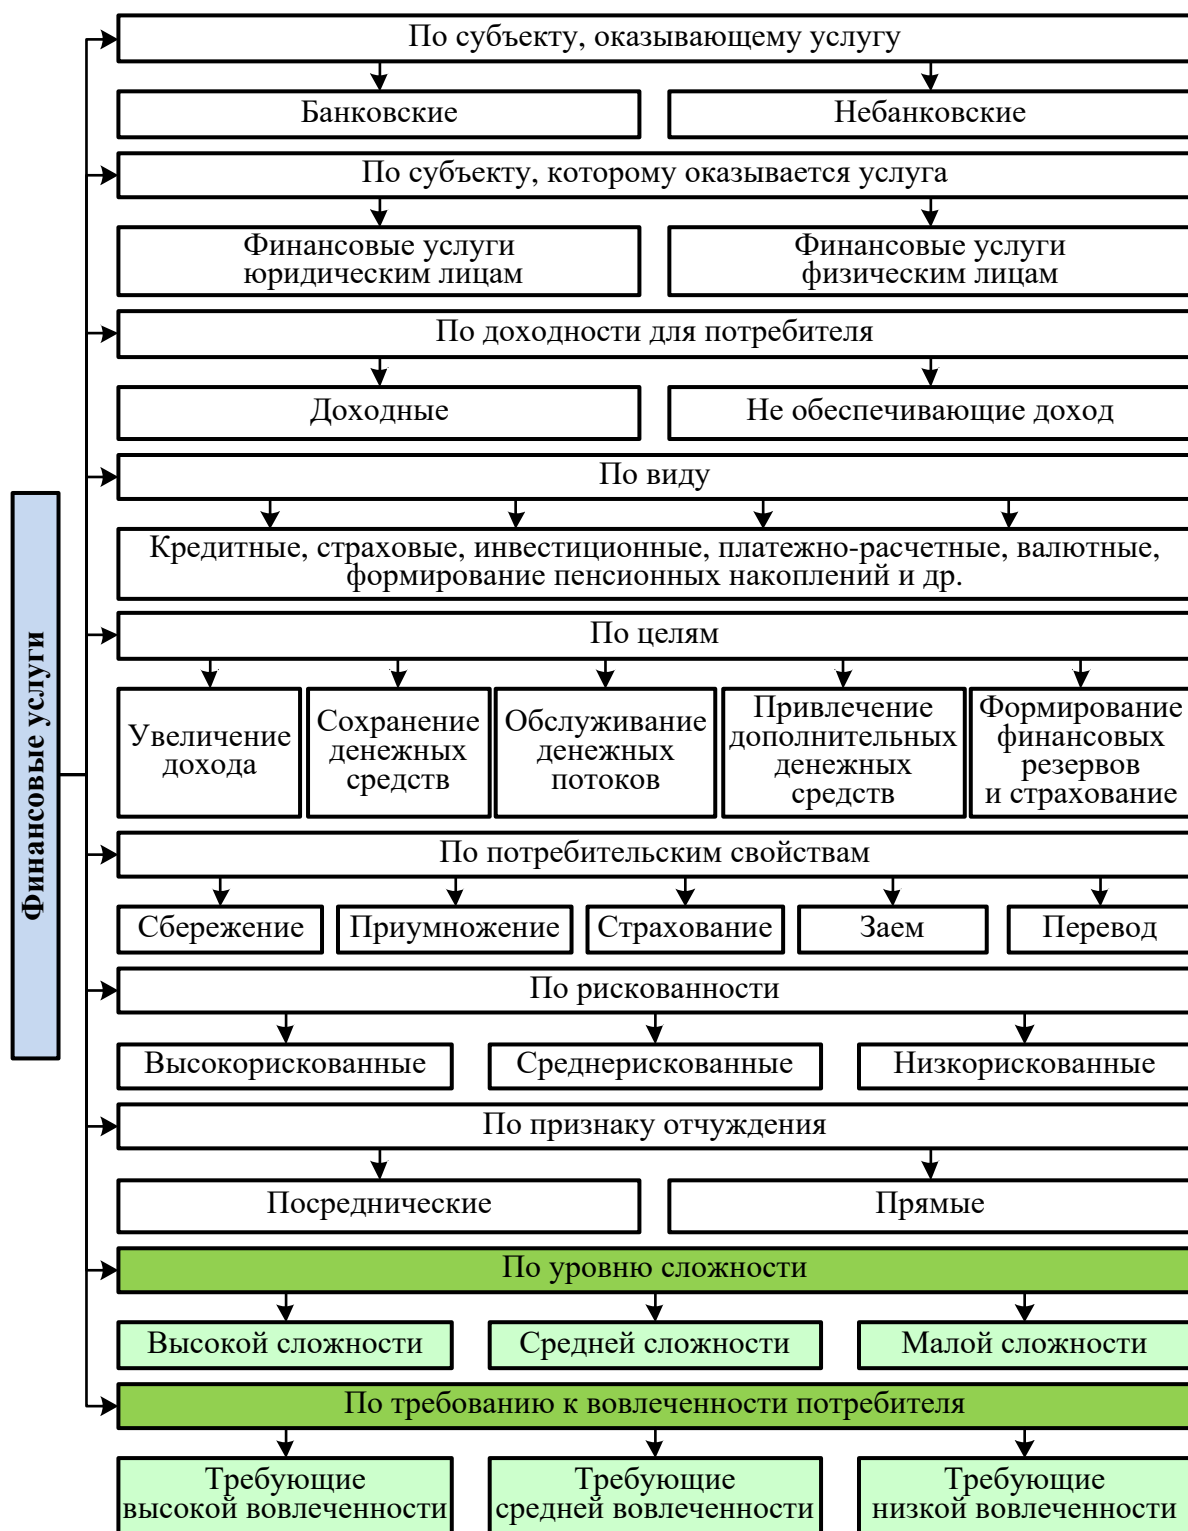 Финансовые услуги
По субъекту, оказывающему услугу
Банковские
Небанковские
По субъекту, которому оказывается услуга
Финансовые услуги
юридическим лицам
Финансовые услуги
физическим лицам
По доходности для потребителя
Доходные
Не обеспечивающие доход
По виду
Кредитные, страховые, инвестиционные, платежно-расчетные, валютные,
формирование пенсионных накоплений и др.
По целям
Увеличение
дохода
Сохранение
денежных
средств
Обслуживание
денежных
потоков
Привлечение
дополнительных
денежных
средств
Формирование
финансовых
резервов
и страхование
По потребительским свойствам
Сбережение
Приумножение
Страхование
Заем
Перевод
По рискованности
Высокорискованные
Среднерискованные
Низкорискованные
По признаку отчуждения
Посреднические
Прямые
По уровню сложности
Высокой сложности
Средней сложности
Малой сложности
По требованию к вовлеченности потребителя
Требующие
высокой вовлеченности
Требующие
средней вовлеченности
Требующие
низкой вовлеченности